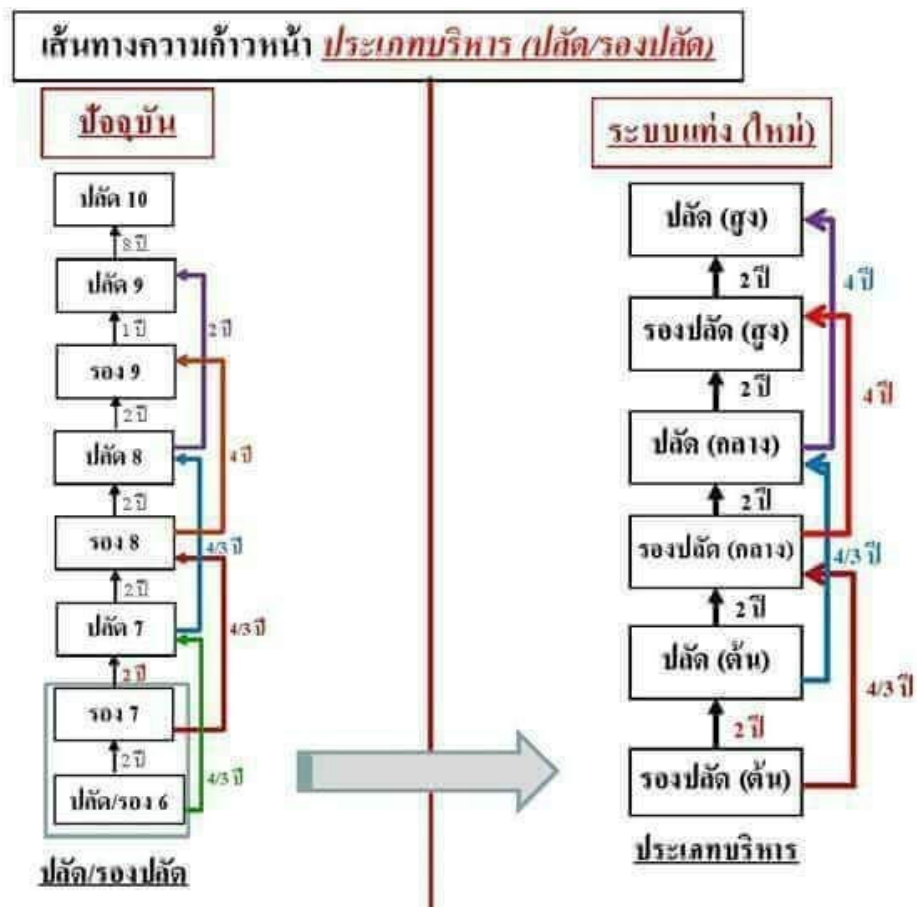 เส้นทางความก้าวหน้า ประเภทบริหาร (ปลัด/รองปลัด)
ปัจจุบัน
ปลัด 10
8 ปี
ปลัด 9
1 ปี
2 ปี
รอง 9
2 ปี
ปลัด 8
4 ปี
2 ปี
รอง 8
4/3 ปี
2 ปี
ปลัด 7
4/3 ปี
2 ปี
รอง 7
2 ปี
4/3 ปี
ปลัด/รอง 6
ปลัด/รองปลัด
ระบบแท่ง (ใหม่)
ปลัด (สูง)
2 ปี
4 ปี
รองปลัด (สูง)
2 ปี
4 ปี
ปลัด (กลาง)
2 ปี
รองปลัด (กลาง)
4/3 ปี
2 ปี
ปลัด (ต้น)
4/3 ปี
2 ปี
รองปลัด (ต้น)
ประเภทบริหาร